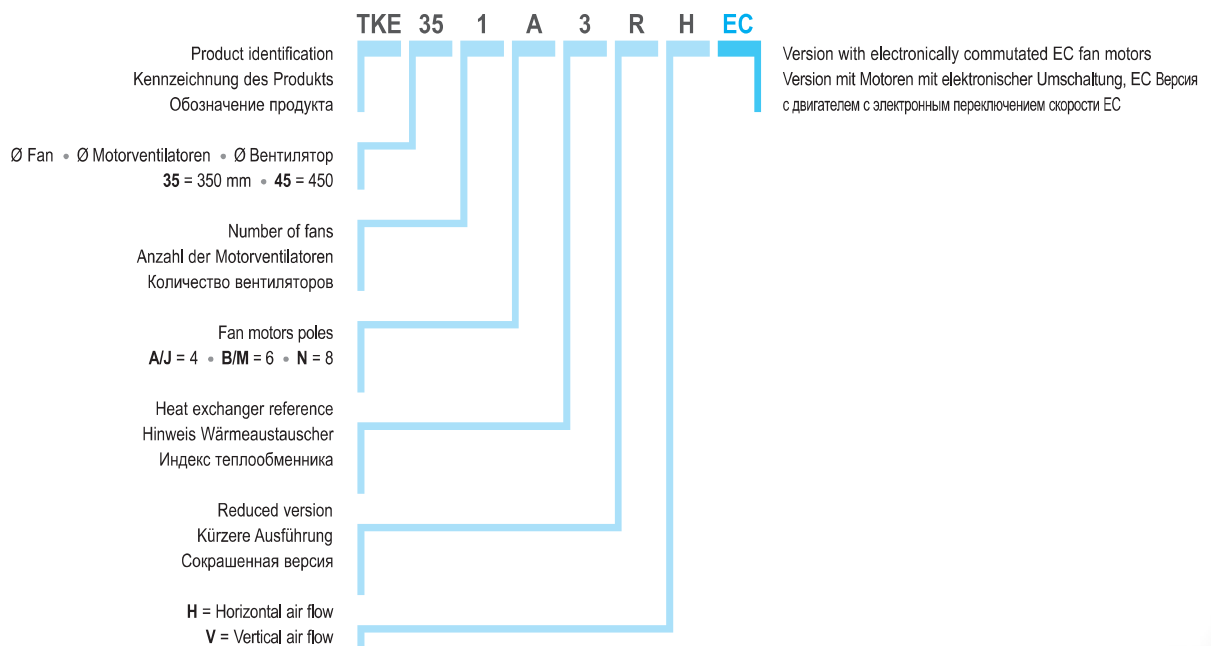 TKE 35 1 A 3 R H EC
Product identification
Kennzeichnung des Produkts
Обозначение продукта
Version with electronically commutated EC fan motors
Version mit Motoren mit elektronischer Umschaltung, EC Версия
с двигателем с электронным переключением скорости EC
Ø Fan • Ø Motorventilatoren • Ø Вентилятор
35 = 350 mm • 45 = 450
Number of fans
Anzahl der Motorventilatoren
Количество вентиляторов
Fan motors poles
A/J = 4 • B/M = 6 • N = 8
Heat exchanger reference
Hinweis Wärmeaustauscher
Индекс теплообменника
Reduced version
Kürzere Ausführung
Сокрашенная версия
H = Horizontal air flow
V = Vertical air flow